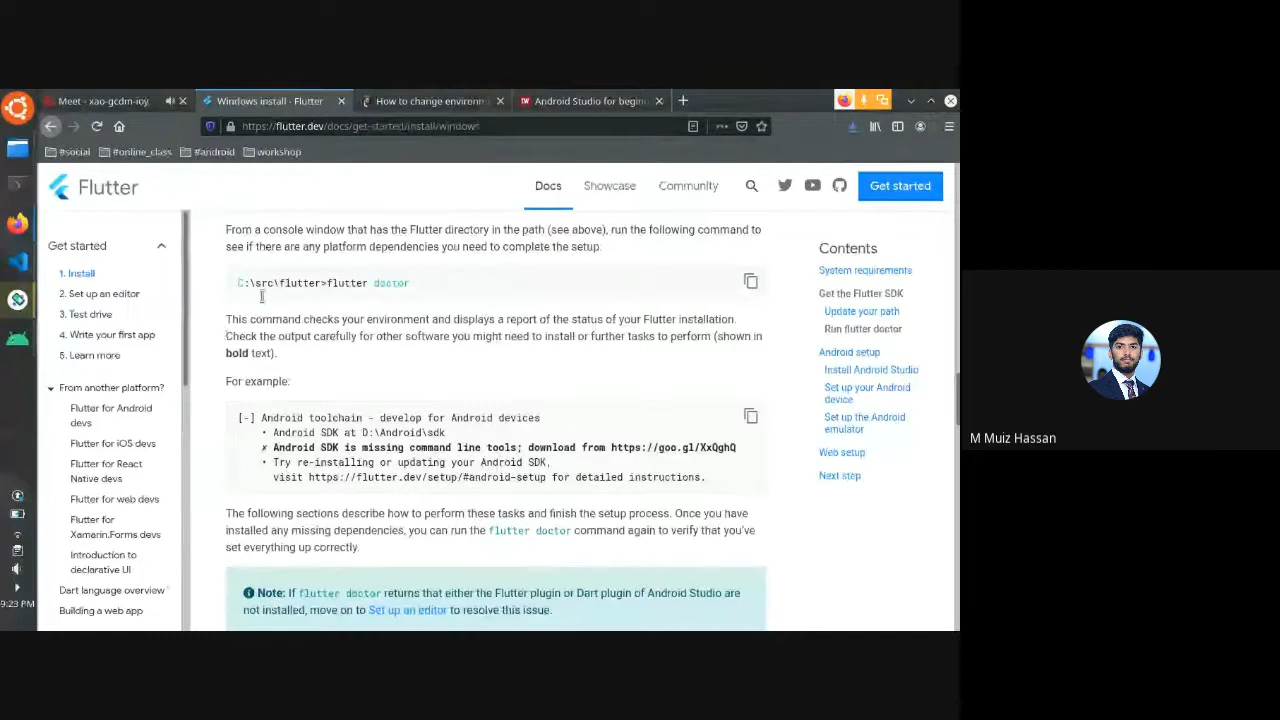 Meet - xao-gcdm-ioy
Windows install - Flutter
How to change environm
Android Studio for begin
https://flutter.dev/docs/get-started/install/windows
#social
#online_class
#android
workshop
Flutter
Docs
Showcase
Community
Get started
Get started
1. Install
2. Set up an editor
3. Test drive
4. Write your first app
5. Learn more
From another platform?
Flutter for Android
devs
Flutter for iOS devs
Flutter for React
Native devs
Flutter for web devs
Flutter for
Xamarin.Forms devs
Introduction to
declarative UI
Dart language overview
Building a web app
From a console window that has the Flutter directory in the path (see above), run the following command to
see if there are any platform dependencies you need to complete the setup:
C:\src\flutter>flutter doctor
This command checks your environment and displays a report of the status of your Flutter installation.
Check the output carefully for other software you might need to install or further tasks to perform (shown in
bold text).
For example:
[-] Android toolchain - develop for Android devices
• Android SDK at D:\Android\sdk
✗ Android SDK is missing command line tools; download from https://goo.gl/XxQghQ
• Try re-installing or updating your Android SDK,
visit https://flutter.dev/setup/#android-setup for detailed instructions.
The following sections describe how to perform these tasks and finish the setup process. Once you have
installed any missing dependencies, you can run the flutter doctor command again to verify that you've
set everything up correctly.
Note: If flutter doctor returns that either the Flutter plugin or Dart plugin of Android Studio are
not installed, move on to Set up an editor to resolve this issue.
Contents
System requirements
Get the Flutter SDK
Update your path
Run flutter doctor
Android setup
Install Android Studio
Set up your Android
device
Set up the Android
emulator
Web setup
Next step
9:23 PM
M Muiz Hassan